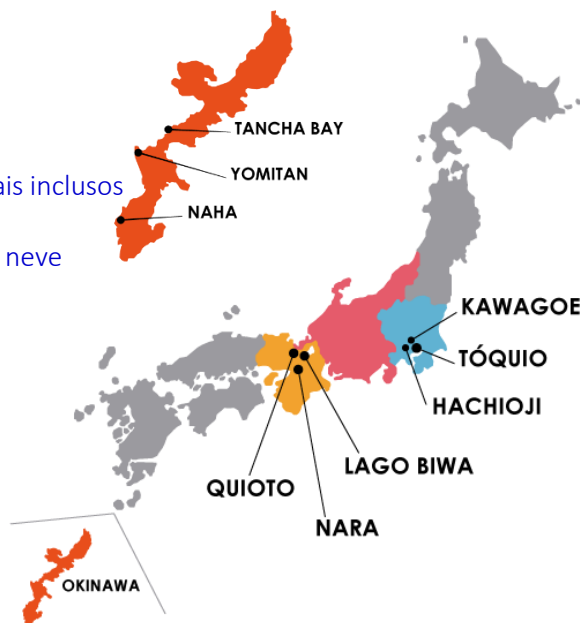 TANCHA BAY
YOMITAN
ais inclusos
NAHA
neve
KAWAGOE
TÓQUIO
HACHIOJI
LAGO BIWA
QUIOTO
NARA
OKINAWA